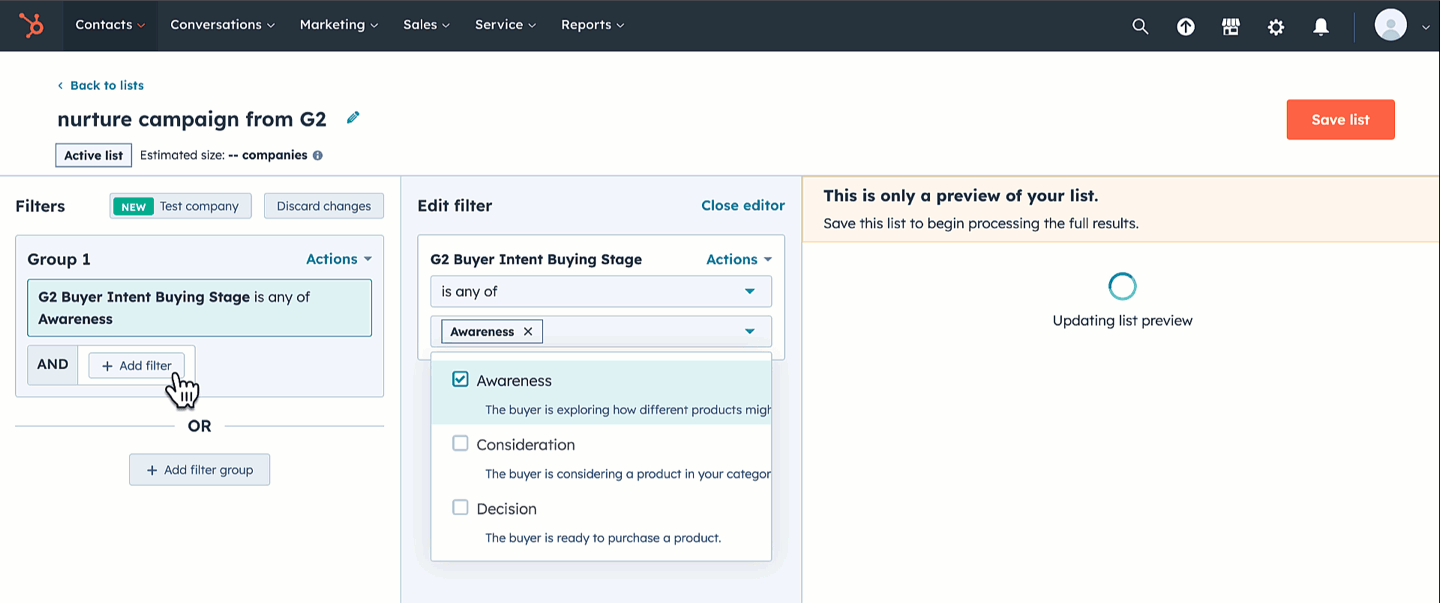 Contacts Conversations Marketing Sales Service Reports
Back to lists
nurture campaign from G2
Save list
Active list Estimated size: -- companies
Filters NEW Test company Discard changes
Group 1 Actions
G2 Buyer Intent Buying Stage is any of
Awareness
AND + Add filter
OR
+ Add filter group
Edit filter Close editor
G2 Buyer Intent Buying Stage Actions
is any of
Awareness ×
Awareness
The buyer is exploring how different products migh
Consideration
The buyer is considering a product in your categor
Decision
The buyer is ready to purchase a product.
This is only a preview of your list.
Save this list to begin processing the full results.
Updating list preview